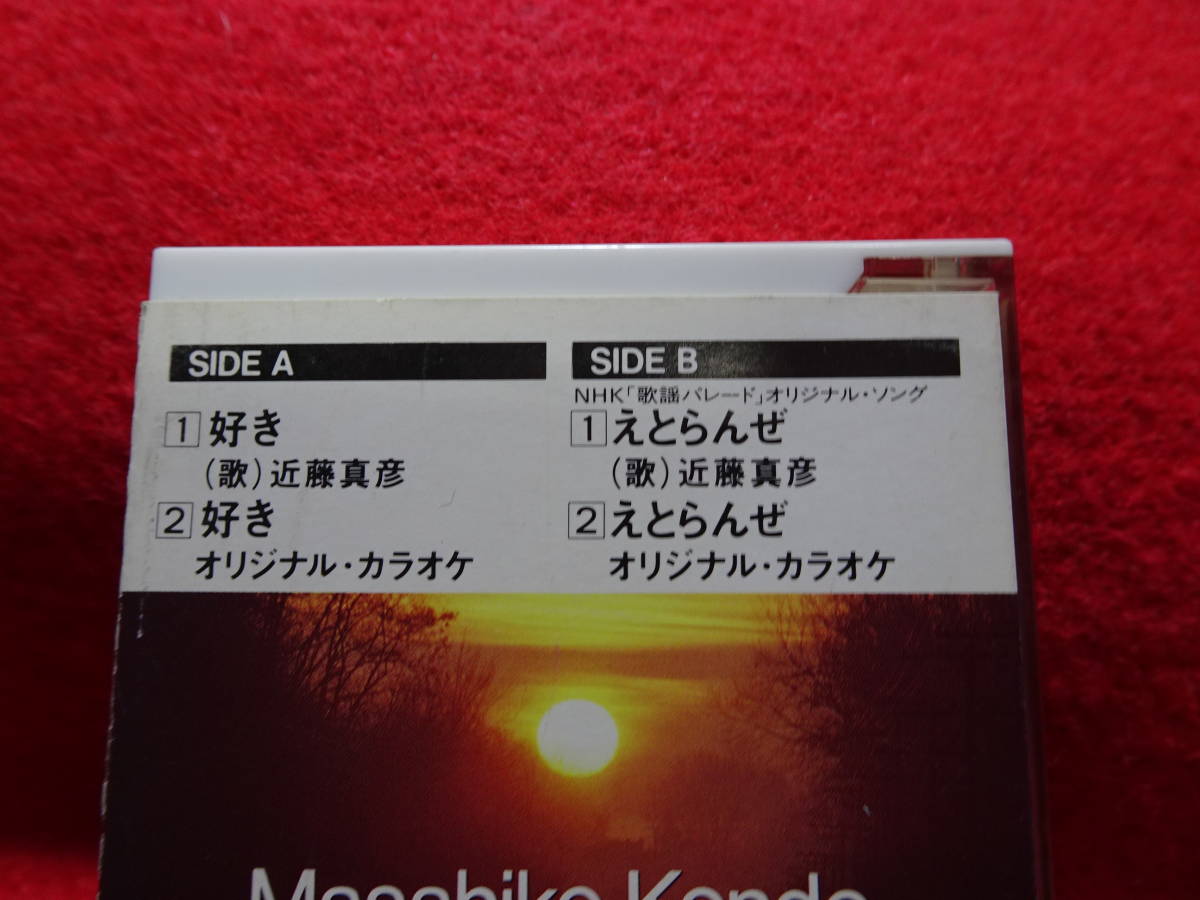 SIDE A
1 好き
(歌)近藤真彦
2 好き
オリジナル・カラオケ
SIDE B
NHK「歌謡パレード」オリジナル・ソング
1 えとらんぜ
(歌)近藤真彦
2 えとらんぜ
オリジナル・カラオケ
Masahiko Kondo